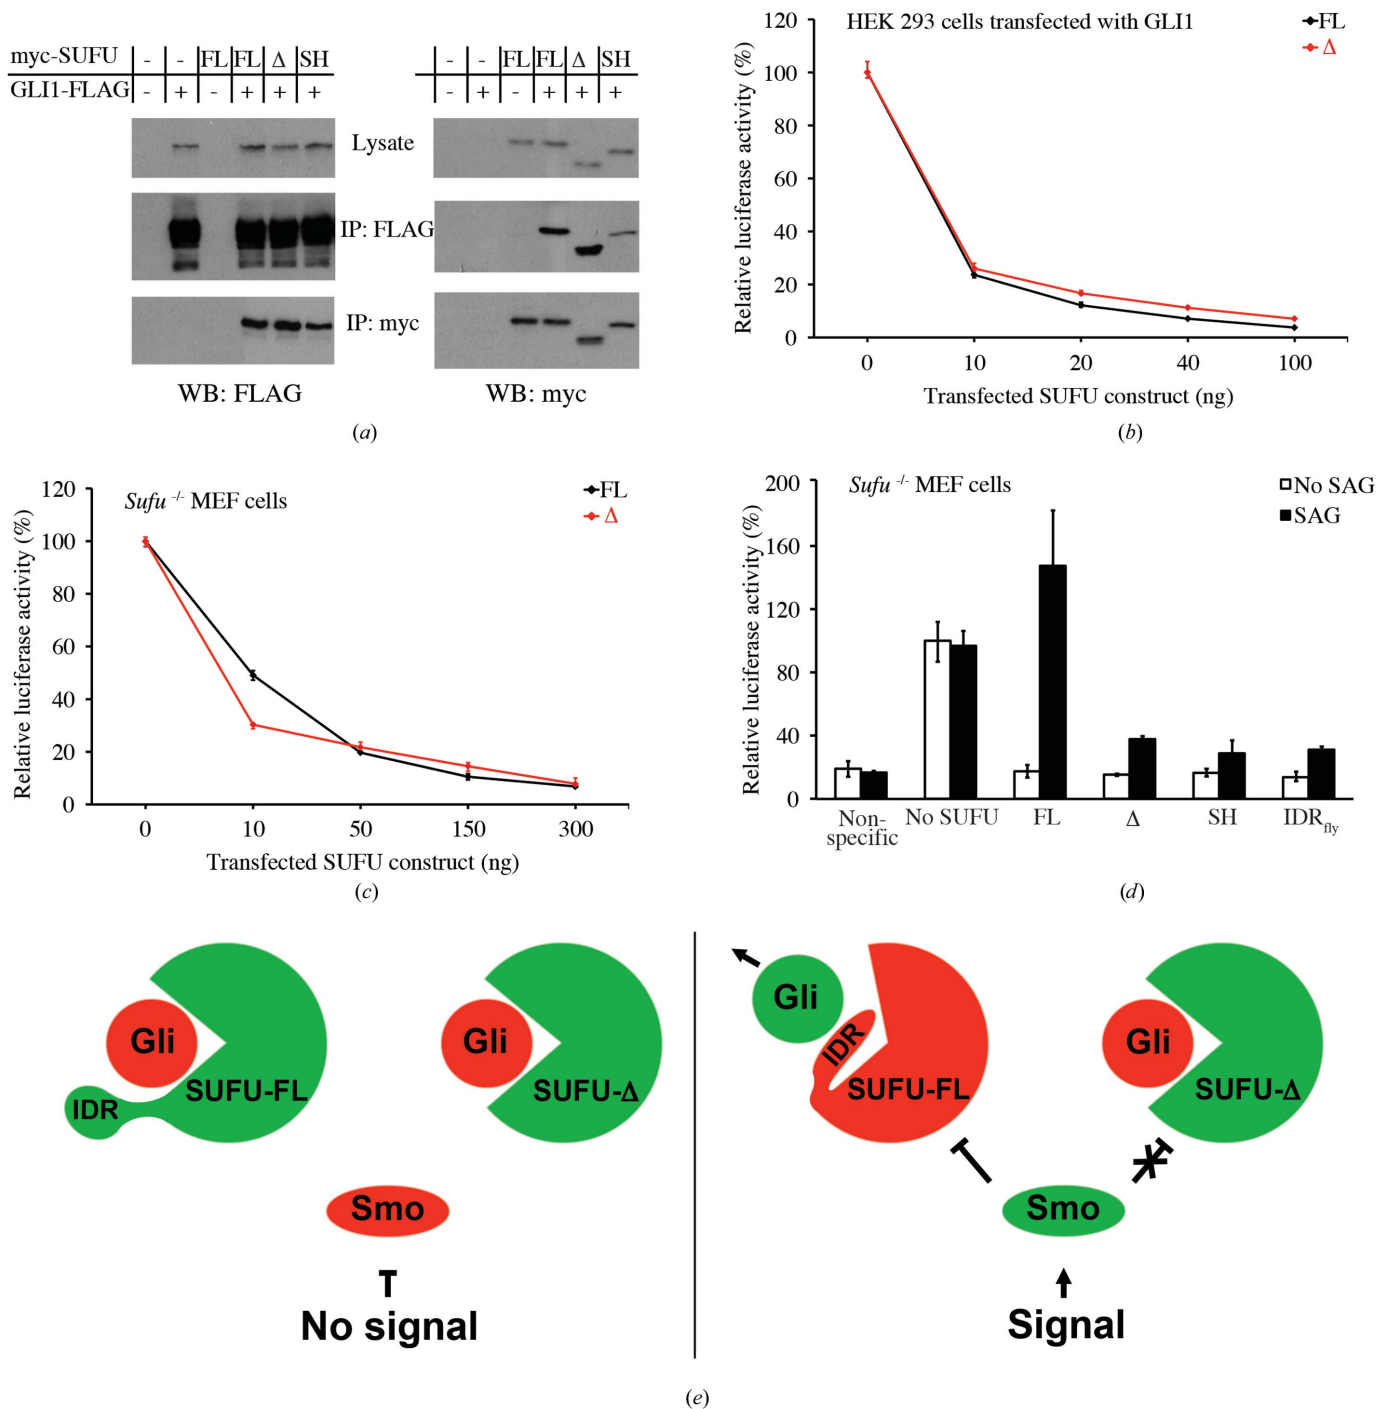 myc-SUFU - - FL FL Δ SH - - FL FL Δ SH
GLI1-FLAG - + - + + + - + - + + +
Lysate
IP: FLAG
IP: myc
WB: FLAG WB: myc
(a)
HEK 293 cells transfected with GLI1
FL
Δ
Relative luciferase activity (%)
120
100
80
60
40
20
0
0 10 20 40 100
Transfected SUFU construct (ng)
(b)
Sufu -/- MEF cells
FL
Δ
Relative luciferase activity (%)
120
100
80
60
40
20
0
0 10 50 150 300
Transfected SUFU construct (ng)
(c)
Sufu -/- MEF cells
No SAG
SAG
Relative luciferase activity (%)
200
160
120
80
40
0
Non-specific No SUFU FL Δ SH IDRfly
(d)
Gli
SUFU-FL
IDR
Gli
SUFU-Δ
Smo
No signal
Gli
IDR
SUFU-FL
Gli
SUFU-Δ
Smo
Signal
(e)